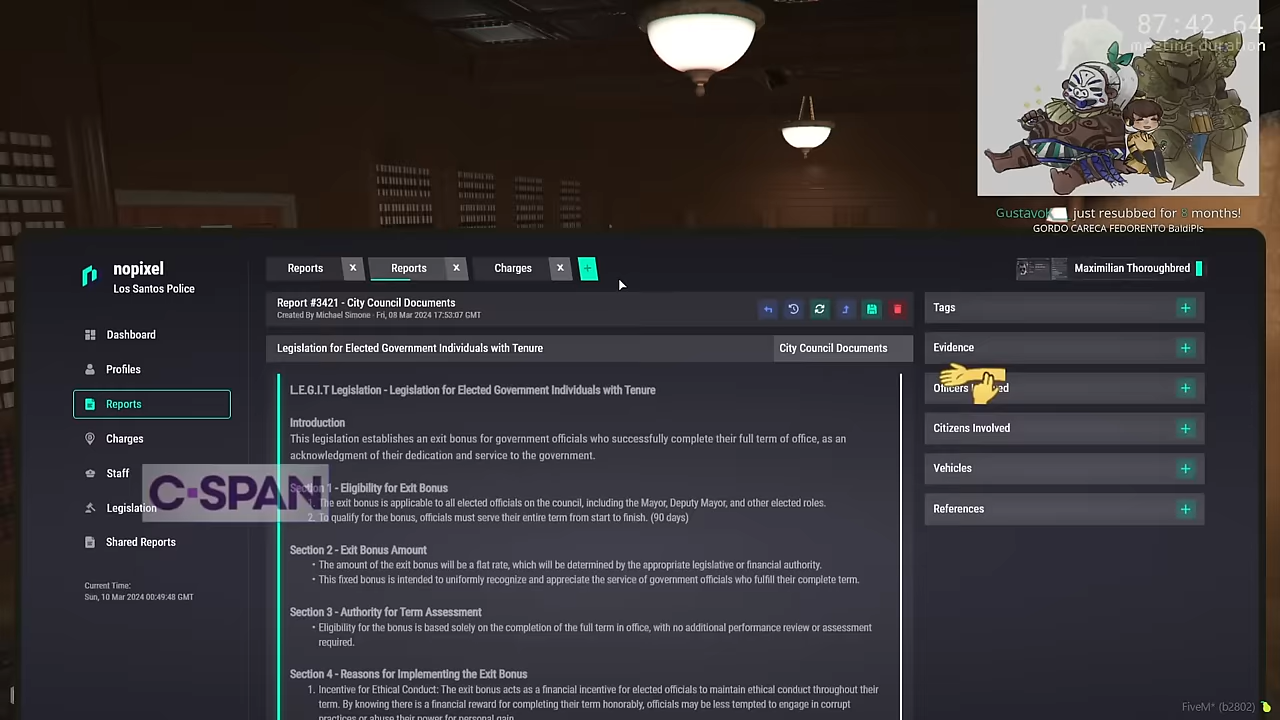 87:42.64
meeting duration
Gustavo just resubbed for 8 months!
GORDO CARECA FEDORENTO BaldiPls
nopixel
Los Santos Police
Reports x
Reports x
Charges x
+
Maximilian Thoroughbred
Dashboard
Profiles
Reports
Charges
Staff
Legislation
Shared Reports
Current Time:
Sun, 10 Mar 2024 00:49:48 GMT
C-SPAN
Report #3421 - City Council Documents
Created By Michael Simone - Fri, 08 Mar 2024 17:53:07 GMT
Legislation for Elected Government Individuals with Tenure
City Council Documents
L.E.G.I.T Legislation - Legislation for Elected Government Individuals with Tenure
Introduction
This legislation establishes an exit bonus for government officials who successfully complete their full term of office, as an
acknowledgment of their dedication and service to the government.
Section 1 - Eligibility for Exit Bonus
1. The exit bonus is applicable to all elected officials on the council, including the Mayor, Deputy Mayor, and other elected roles.
2. To qualify for the bonus, officials must serve their entire term from start to finish. (90 days)
Section 2 - Exit Bonus Amount
• The amount of the exit bonus will be a flat rate, which will be determined by the appropriate legislative or financial authority.
• This fixed bonus is intended to uniformly recognize and appreciate the service of government officials who fulfill their complete term.
Section 3 - Authority for Term Assessment
• Eligibility for the bonus is based solely on the completion of the full term in office, with no additional performance review or assessment
required.
Section 4 - Reasons for Implementing the Exit Bonus
1. Incentive for Ethical Conduct: The exit bonus acts as a financial incentive for elected officials to maintain ethical conduct throughout their
term. By knowing there is a financial reward for completing their term honorably, officials may be less tempted to engage in corrupt
practices or abuse their power for personal gain.
Tags +
Evidence +
Officers Involved +
Citizens Involved +
Vehicles +
References +
FiveM* (b2802)